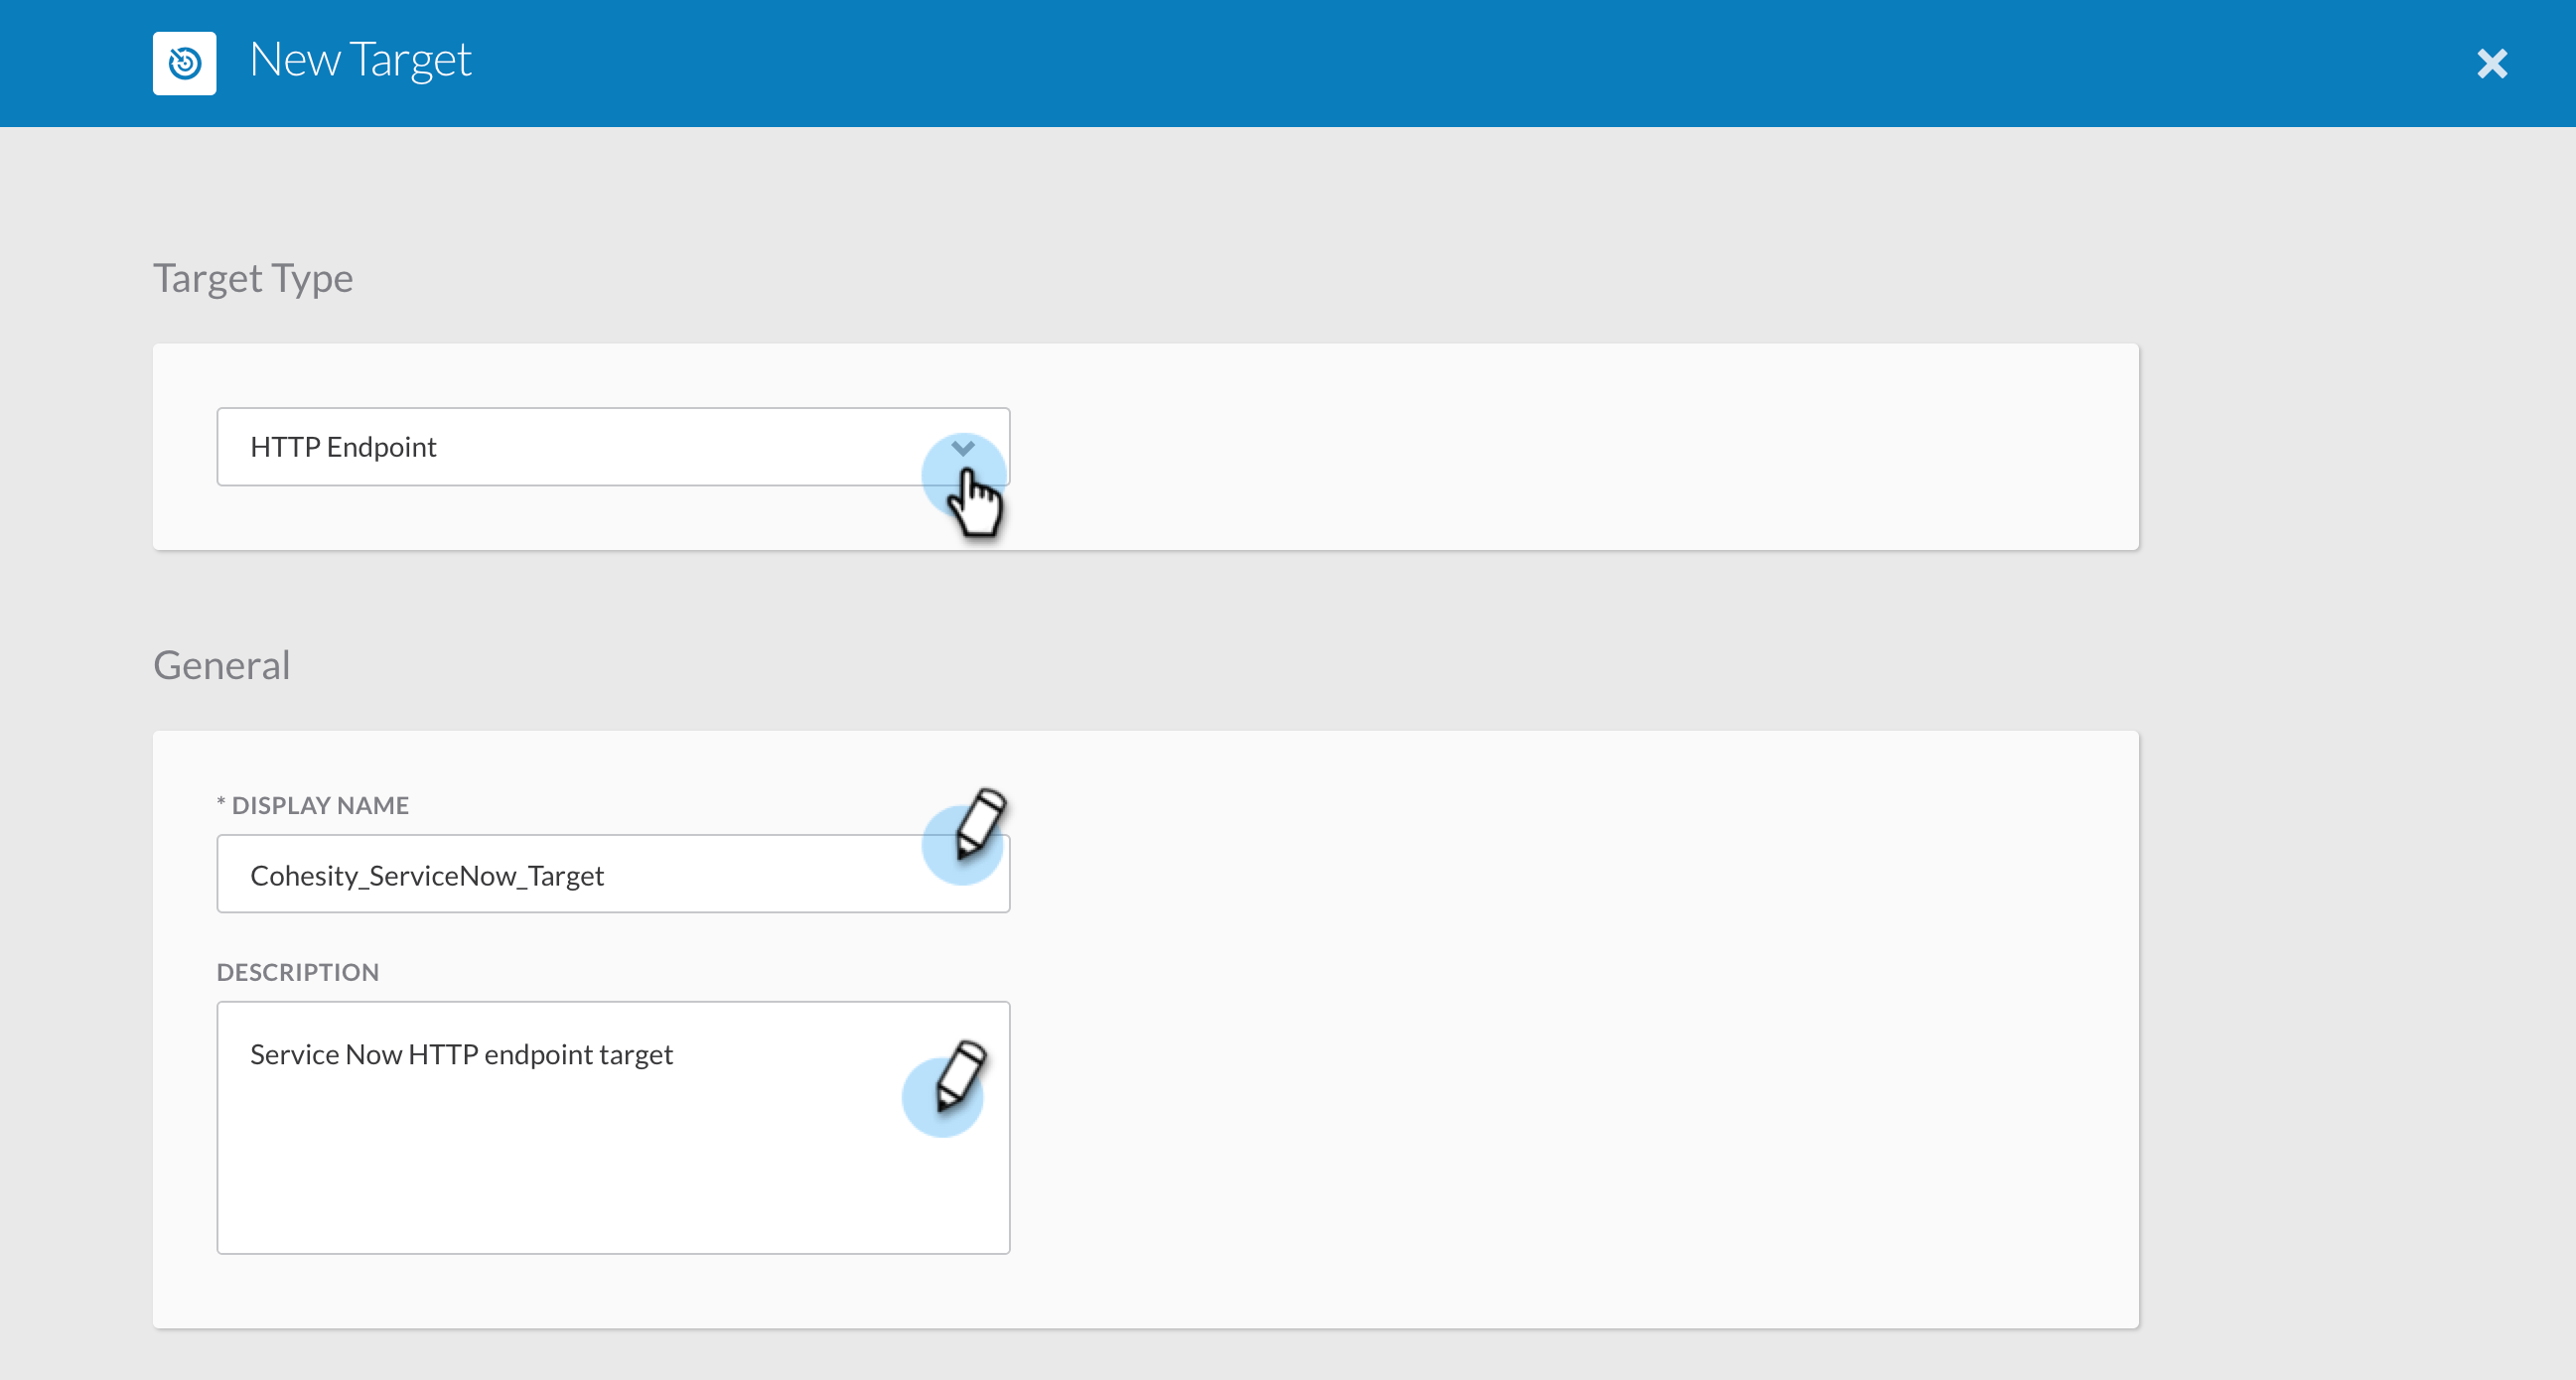 New Target
Target Type
HTTP Endpoint
General
* DISPLAY NAME
Cohesity_ServiceNow_Target
DESCRIPTION
Service Now HTTP endpoint target